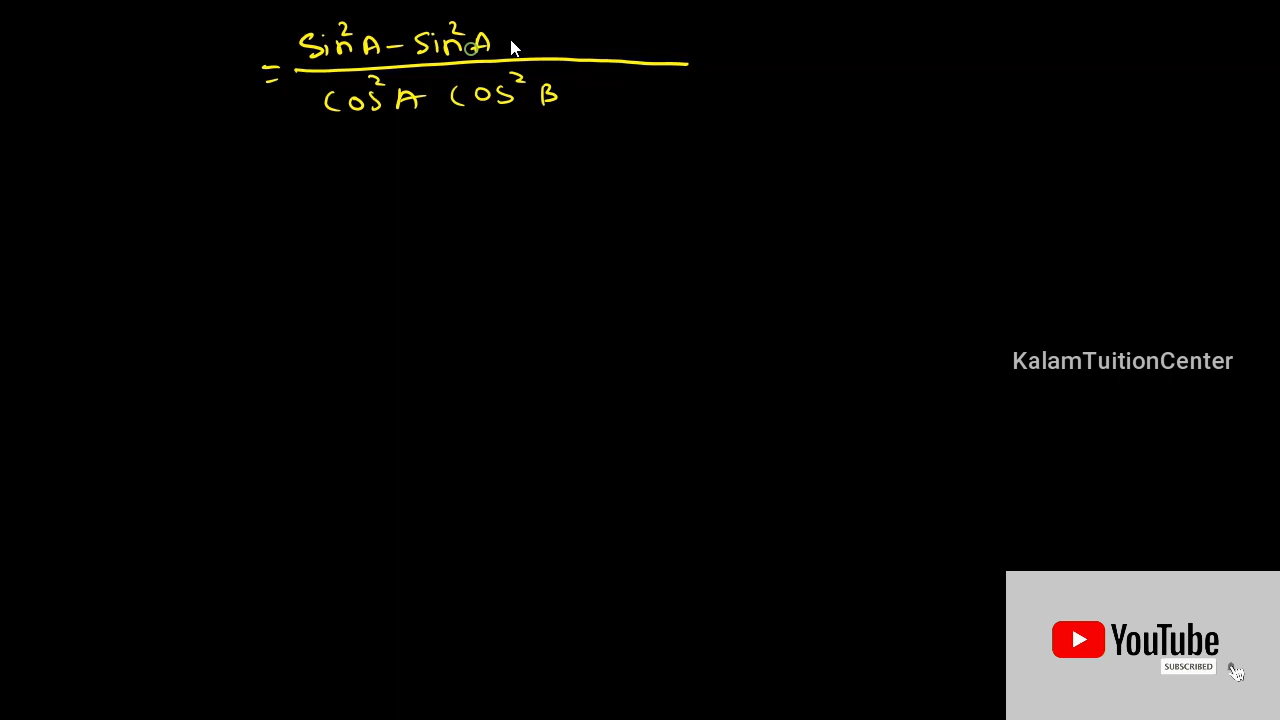 = Sin²A - Sin²A
Cos²A Cos²B
KalamTuitionCenter
YouTube
SUBSCRIBED